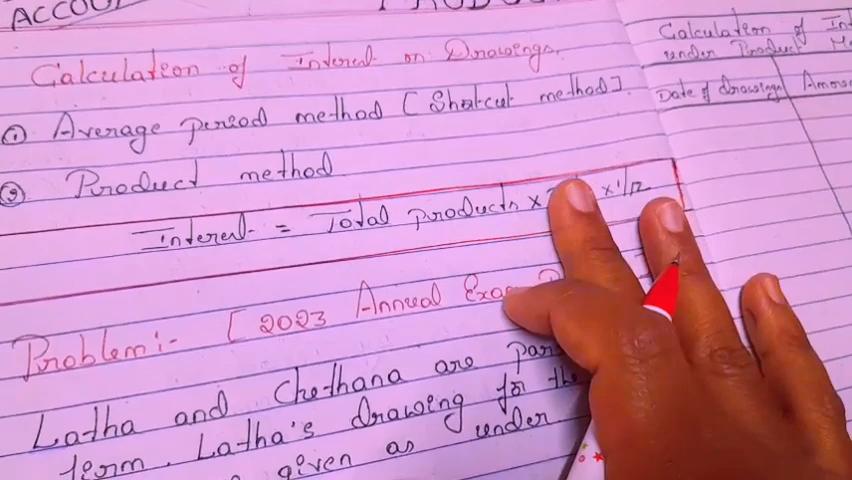 Calculation of Interest on Drawings.
① Average period method [Shortcut method].
② Product method
Interest = Total products × × 1/12
Problem:- [2023 Annual Exam
Latha and Chethana are
term. Latha's drawing for the
given as under
Calculation of
under Product
Date of drawings